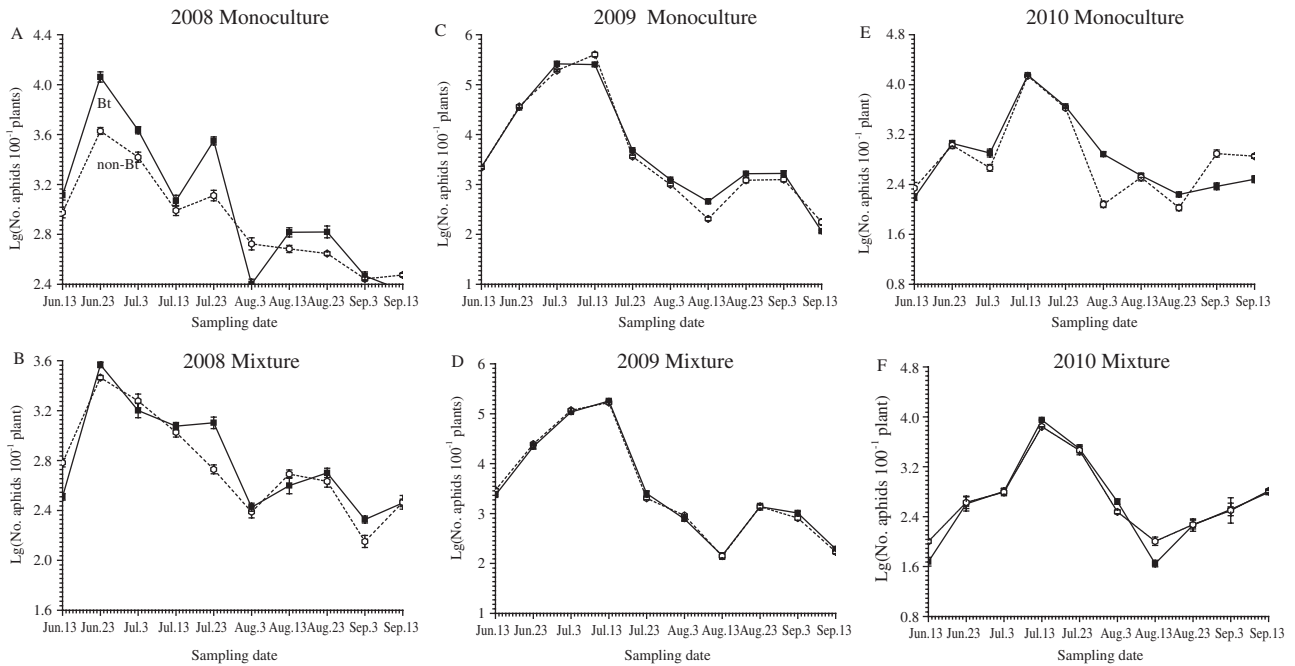 2008 Monoculture
A
4.4
4.0
3.6
3.2
2.8
2.4
Lg(No. aphids 100⁻¹ plants)
Bt
non-Bt
Jun.13 Jun.23 Jul.3 Jul.13 Jul.23 Aug.3 Aug.13 Aug.23 Sep.3 Sep.13
Sampling date
2009 Monoculture
C
6
5
4
3
2
1
Lg(No. aphids 100⁻¹ plants)
Jun.13 Jun.23 Jul.3 Jul.13 Jul.23 Aug.3 Aug.13 Aug.23 Sep.3 Sep.13
Sampling date
2010 Monoculture
E
4.8
4.0
3.2
2.4
1.6
0.8
Lg(No. aphids 100⁻¹ plant)
Jun.13 Jun.23 Jul.3 Jul.13 Jul.23 Aug.3 Aug.13 Aug.23 Sep.3 Sep.13
Sampling date
2008 Mixture
B
3.6
3.2
2.8
2.4
2.0
1.6
Lg(No. aphids 100⁻¹ plant)
Jun.13 Jun.23 Jul.3 Jul.13 Jul.23 Aug.3 Aug.13 Aug.23 Sep.3 Sep.13
Sampling date
2009 Mixture
D
6
5
4
3
2
1
Lg(No. aphids 100⁻¹ plants)
Jun.13 Jun.23 Jul.3 Jul.13 Jul.23 Aug.3 Aug.13 Aug.23 Sep.3 Sep.13
Sampling date
2010 Mixture
F
4.8
4.0
3.2
2.4
1.6
0.8
Lg(No. aphids 100⁻¹ plant)
Jun.13 Jun.23 Jul.3 Jul.13 Jul.23 Aug.3 Aug.13 Aug.23 Sep.3 Sep.13
Sampling date